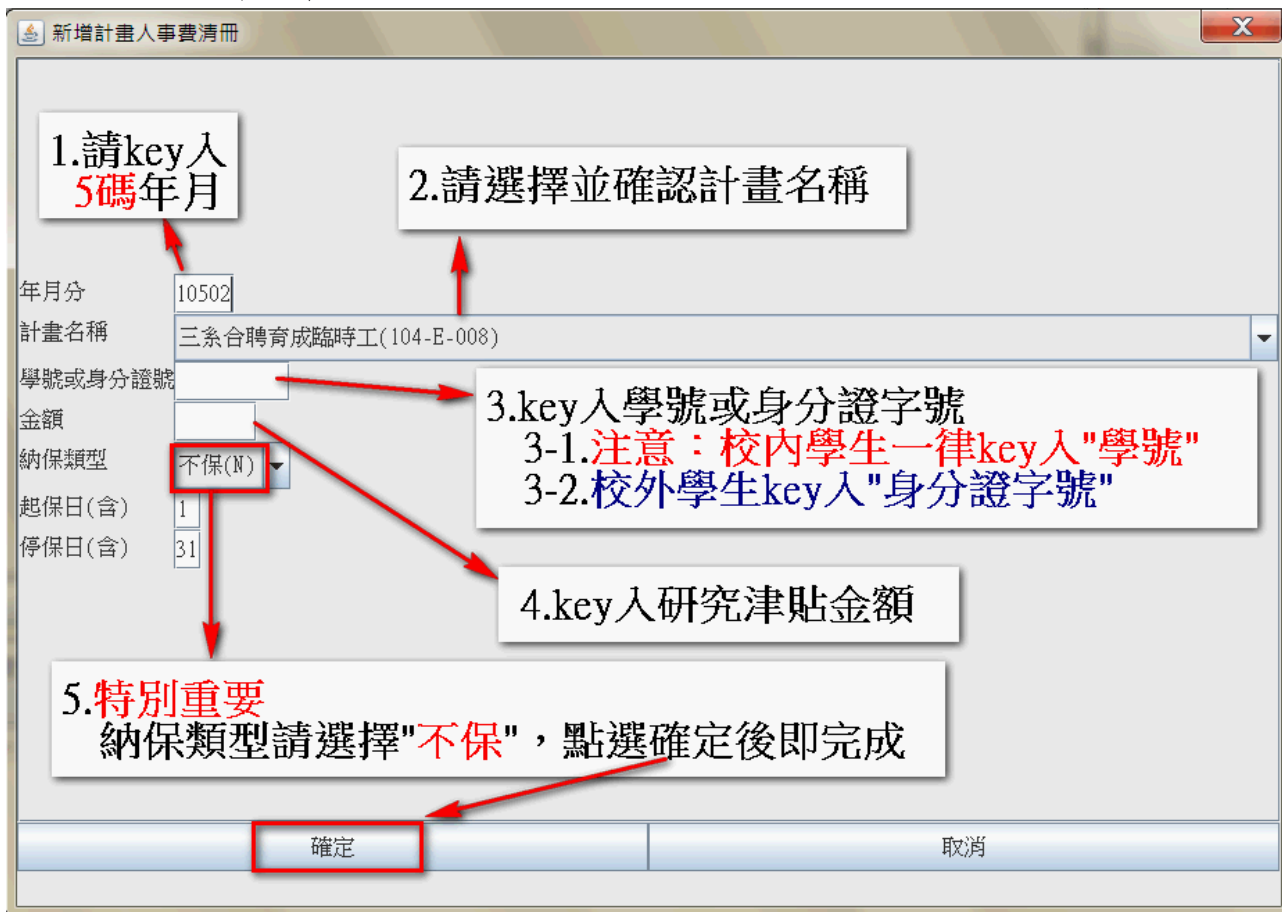 新增計畫人事費清冊
X
1.請key入
5碼年月
2.請選擇並確認計畫名稱
年月分 10502
計畫名稱 三系合聘育成臨時工(104-E-008)
學號或身分證號
3.key入學號或身分證字號
金額
3-1.注意：校內學生一律key入"學號"
納保類型 不保(N)
3-2.校外學生key入"身分證字號"
起保日(含) 1
停保日(含) 31
4.key入研究津貼金額
5.特別重要
納保類型請選擇"不保"，點選確定後即完成
確定 取消